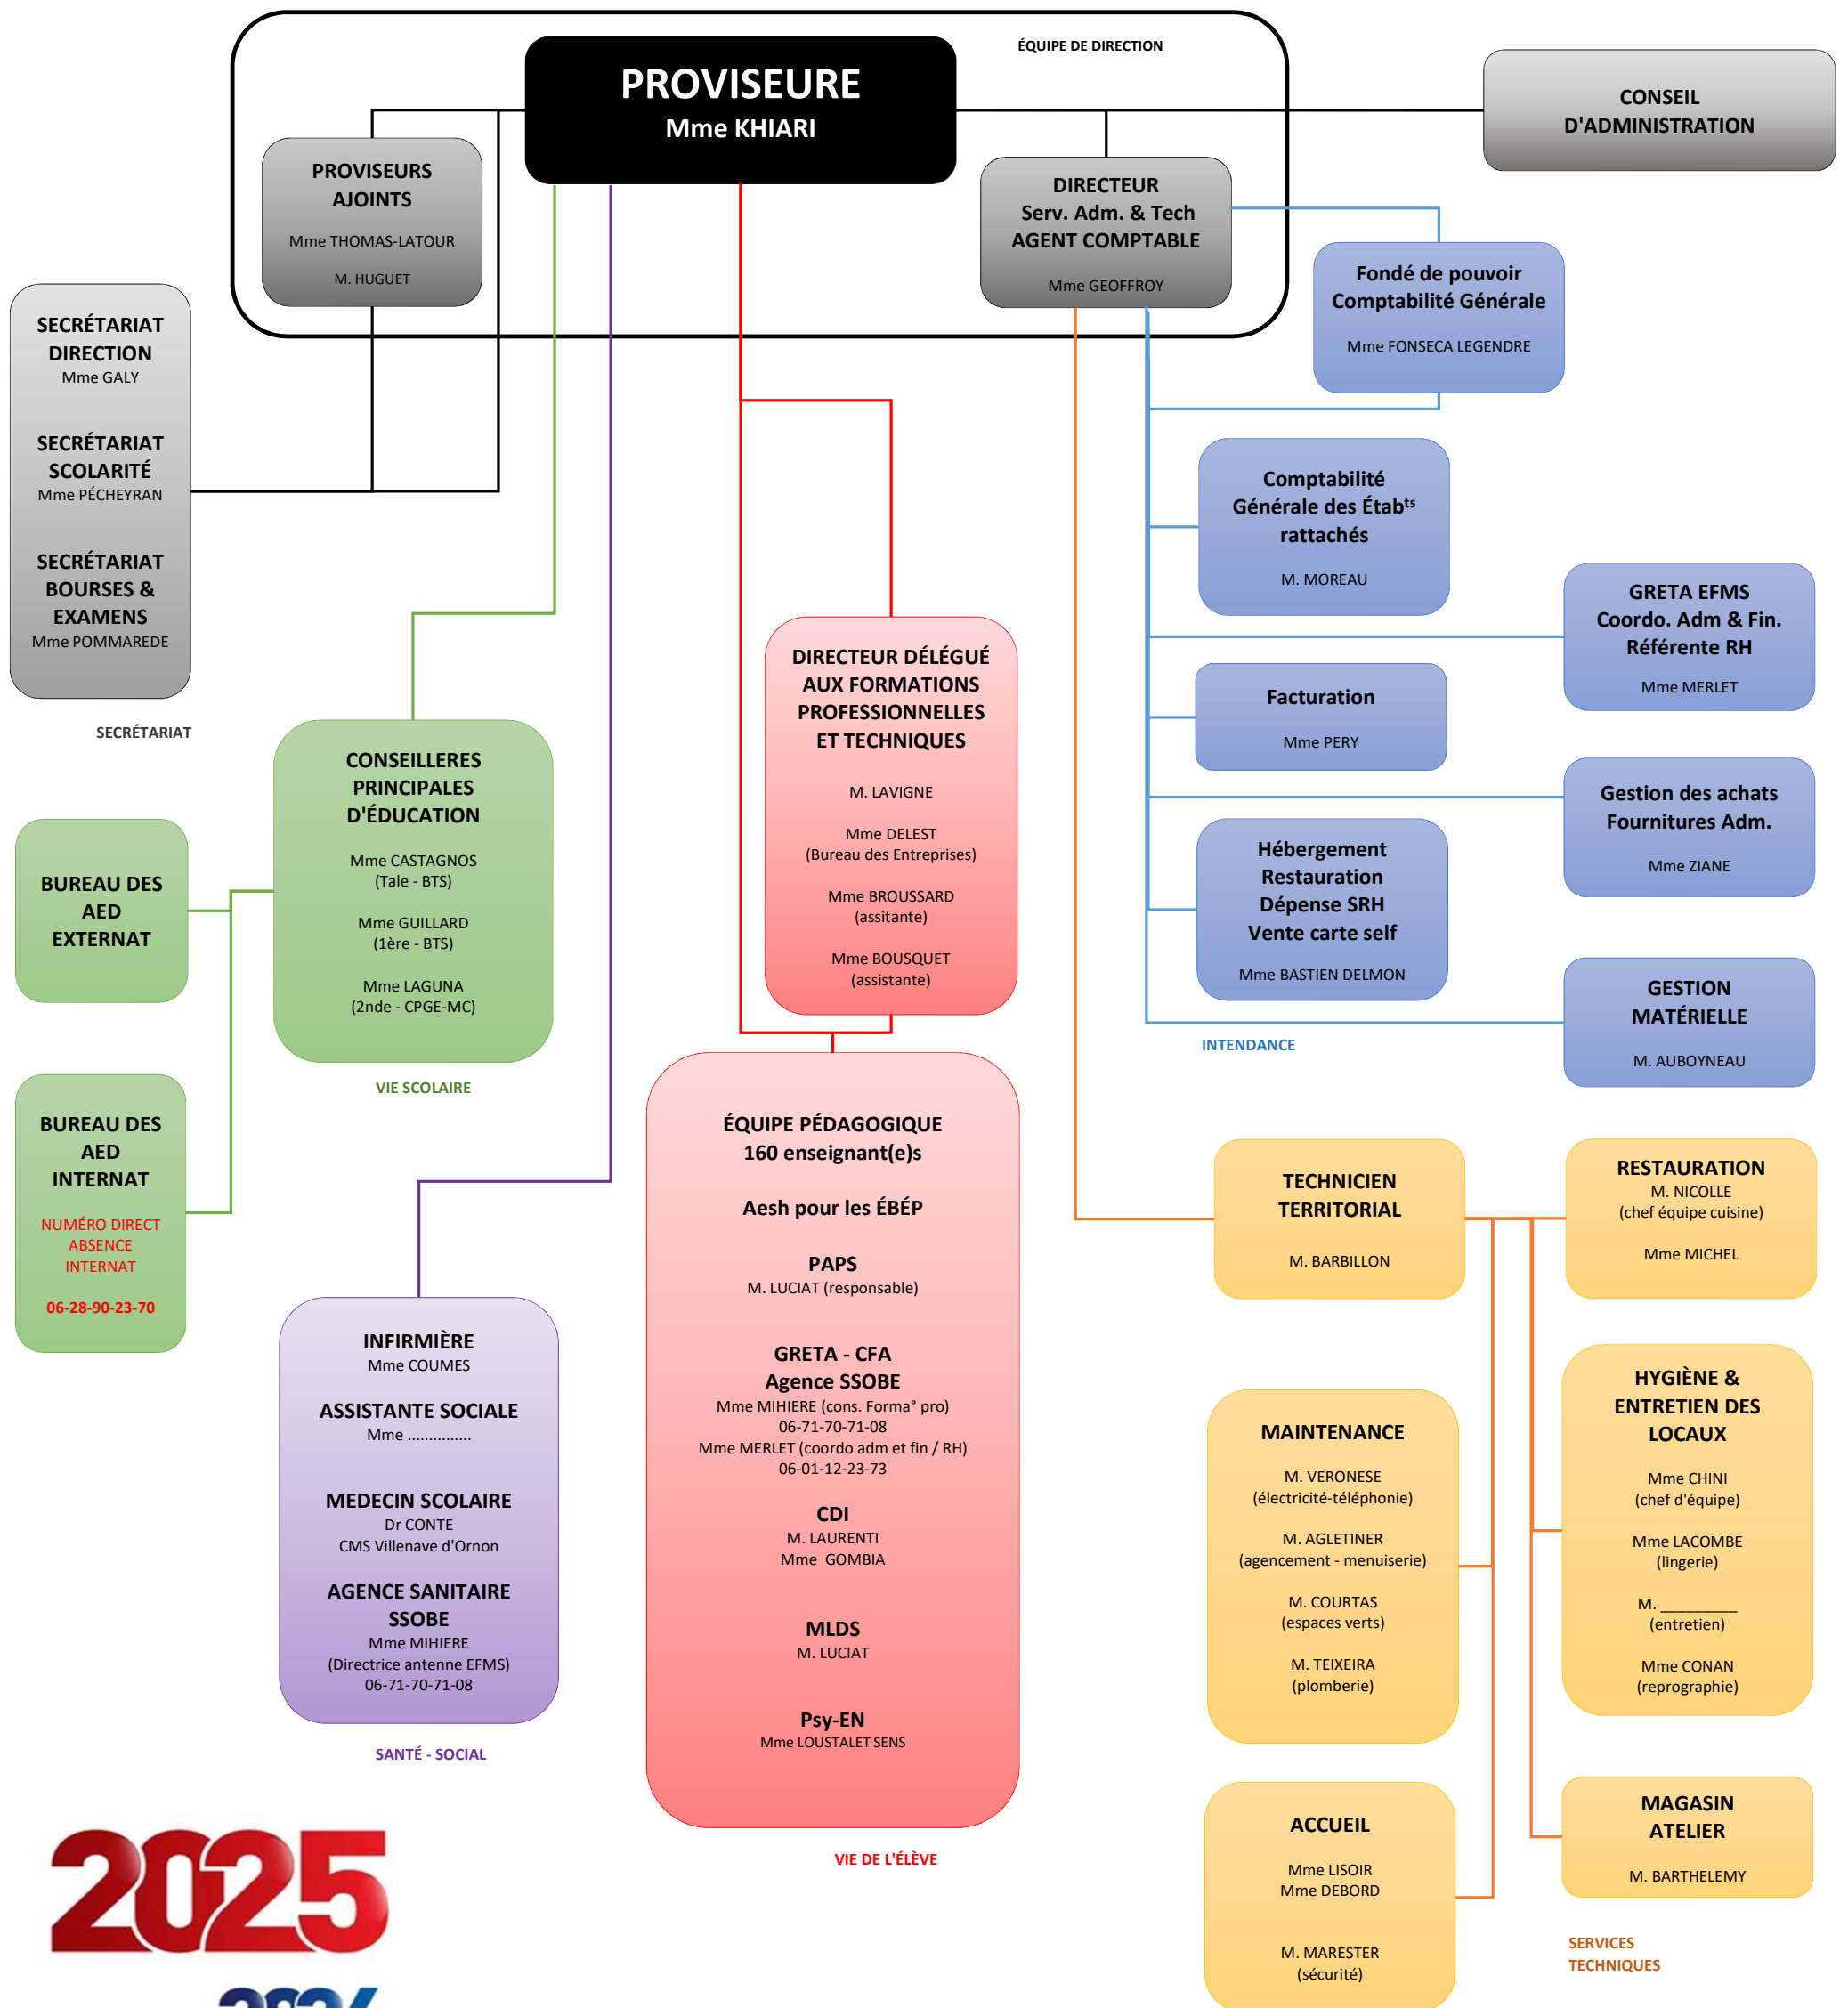 ÉQUIPE DE DIRECTION
PROVISEURE
Mme KHIARI
CONSEIL
D'ADMINISTRATION
PROVISEURS
AJOINTS
Mme THOMAS-LATOUR
M. HUGUET
DIRECTEUR
Serv. Adm. & Tech
AGENT COMPTABLE
Mme GEOFFROY
Fondé de pouvoir
Comptabilité Générale
Mme FONSECA LEGENDRE
SECRÉTARIAT
DIRECTION
Mme GALY
SECRÉTARIAT
SCOLARITÉ
Mme PÉCHEYRAN
SECRÉTARIAT
BOURSES &
EXAMENS
Mme POMMAREDE
SECRÉTARIAT
Comptabilité
Générale des Étabᵗˢ
rattachés
M. MOREAU
GRETA EFMS
Coordo. Adm & Fin.
Référente RH
Mme MERLET
Facturation
Mme PERY
Gestion des achats
Fournitures Adm.
Mme ZIANE
Hébergement
Restauration
Dépense SRH
Vente carte self
Mme BASTIEN DELMON
GESTION
MATÉRIELLE
M. AUBOYNEAU
INTENDANCE
DIRECTEUR DÉLÉGUÉ
AUX FORMATIONS
PROFESSIONNELLES
ET TECHNIQUES
M. LAVIGNE
Mme DELEST
(Bureau des Entreprises)
Mme BROUSSARD
(assitante)
Mme BOUSQUET
(assistante)
CONSEILLERES
PRINCIPALES
D'ÉDUCATION
Mme CASTAGNOS
(Tale - BTS)
Mme GUILLARD
(1ère - BTS)
Mme LAGUNA
(2nde - CPGE-MC)
VIE SCOLAIRE
BUREAU DES
AED
EXTERNAT
BUREAU DES
AED
INTERNAT
NUMÉRO DIRECT
ABSENCE
INTERNAT
06-28-90-23-70
INFIRMIÈRE
Mme COUMES
ASSISTANTE SOCIALE
Mme ...............
MEDECIN SCOLAIRE
Dr CONTE
CMS Villenave d'Ornon
AGENCE SANITAIRE
SSOBE
Mme MIHIERE
(Directrice antenne EFMS)
06-71-70-71-08
SANTÉ - SOCIAL
ÉQUIPE PÉDAGOGIQUE
160 enseignant(e)s
Aesh pour les ÉBÉP
PAPS
M. LUCIAT (responsable)
GRETA - CFA
Agence SSOBE
Mme MIHIERE (cons. Forma° pro)
06-71-70-71-08
Mme MERLET (coordo adm et fin / RH)
06-01-12-23-73
CDI
M. LAURENTI
Mme GOMBIA
MLDS
M. LUCIAT
Psy-EN
Mme LOUSTALET SENS
VIE DE L'ÉLÈVE
TECHNICIEN
TERRITORIAL
M. BARBILLON
RESTAURATION
M. NICOLLE
(chef équipe cuisine)
Mme MICHEL
MAINTENANCE
M. VERONESE
(électricité-téléphonie)
M. AGLETINER
(agencement - menuiserie)
M. COURTAS
(espaces verts)
M. TEIXEIRA
(plomberie)
HYGIÈNE &
ENTRETIEN DES
LOCAUX
Mme CHINI
(chef d'équipe)
Mme LACOMBE
(lingerie)
M. _________
(entretien)
Mme CONAN
(reprographie)
ACCUEIL
Mme LISOIR
Mme DEBORD
M. MARESTER
(sécurité)
MAGASIN
ATELIER
M. BARTHELEMY
SERVICES
TECHNIQUES
2025